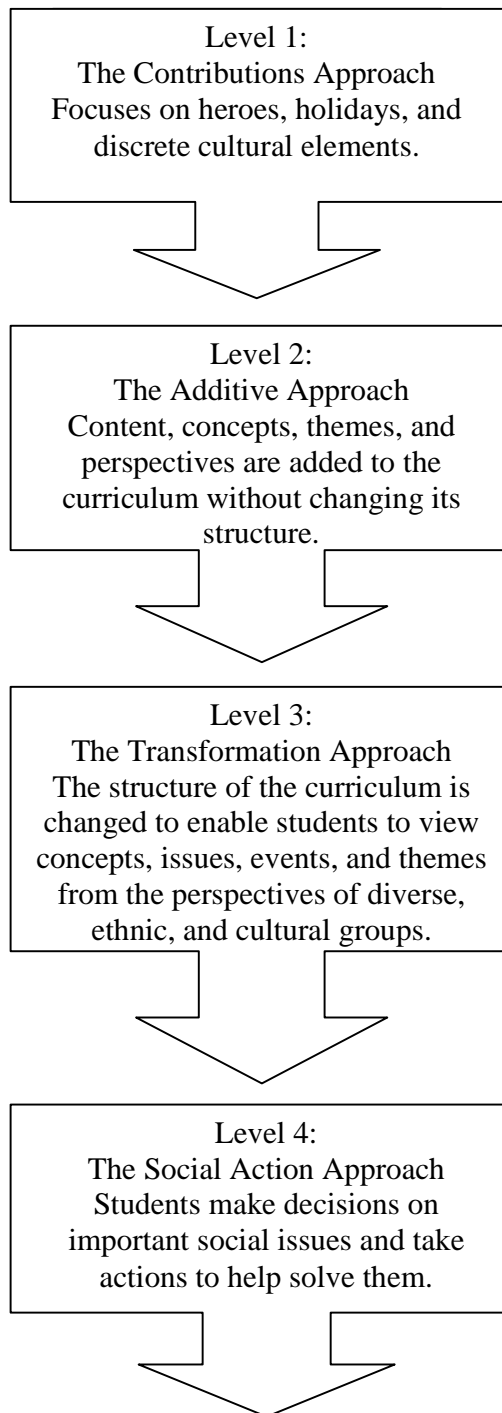 Level 1:
The Contributions Approach
Focuses on heroes, holidays, and
discrete cultural elements.
Level 2:
The Additive Approach
Content, concepts, themes, and
perspectives are added to the
curriculum without changing its
structure.
Level 3:
The Transformation Approach
The structure of the curriculum is
changed to enable students to view
concepts, issues, events, and themes
from the perspectives of diverse,
ethnic, and cultural groups.
Level 4:
The Social Action Approach
Students make decisions on
important social issues and take
actions to help solve them.